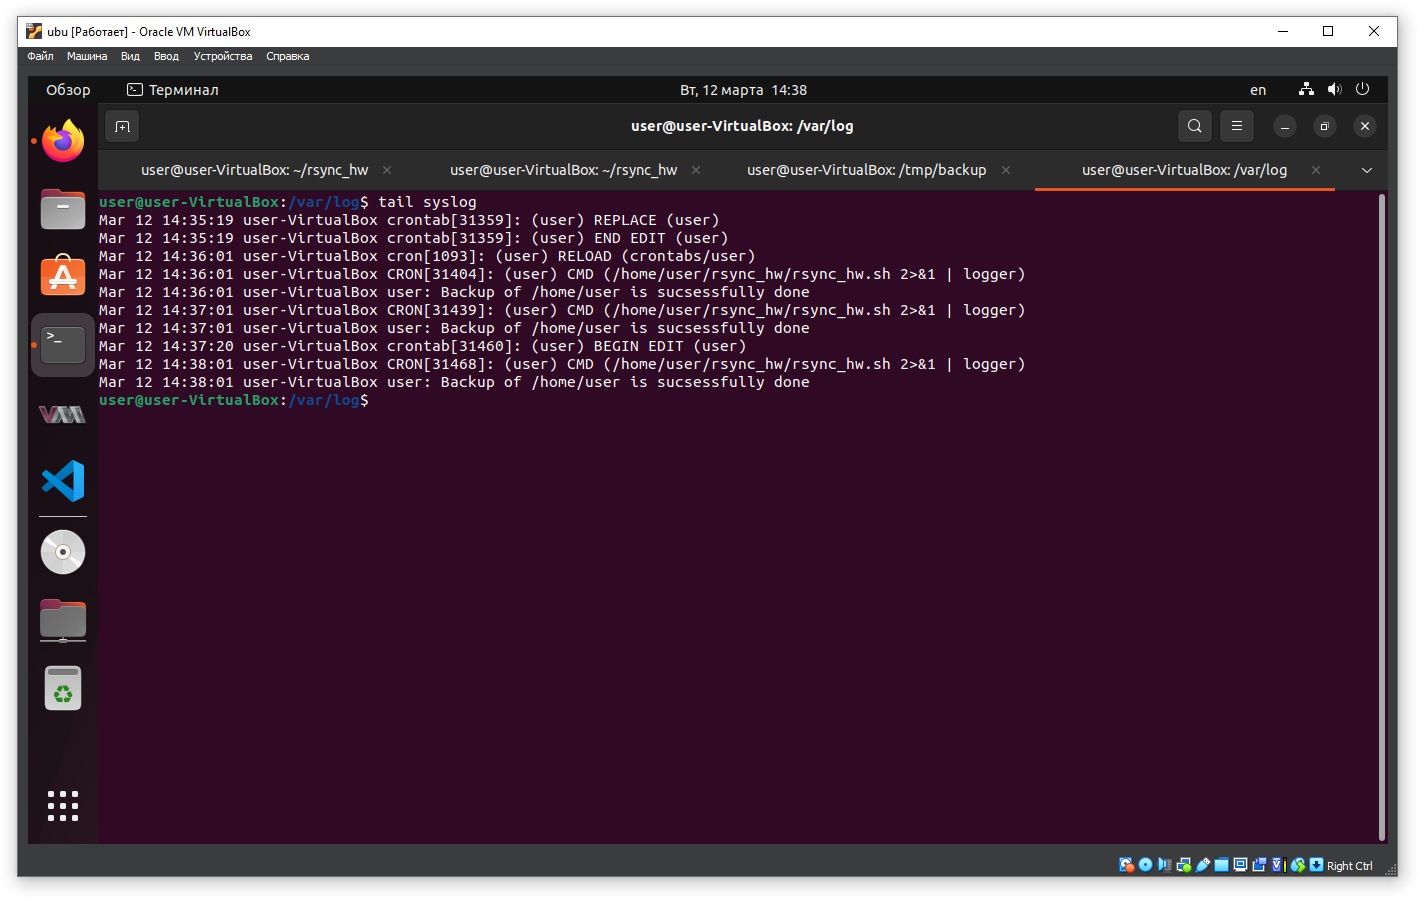 ubu [Работает] - Oracle VM VirtualBox
Файл Машина Вид Ввод Устройства Справка
Обзор Терминал Вт, 12 марта 14:38 en
user@user-VirtualBox: /var/log
user@user-VirtualBox: ~/rsync_hw user@user-VirtualBox: ~/rsync_hw user@user-VirtualBox: /tmp/backup user@user-VirtualBox: /var/log
user@user-VirtualBox:/var/log$ tail syslog
Mar 12 14:35:19 user-VirtualBox crontab[31359]: (user) REPLACE (user)
Mar 12 14:35:19 user-VirtualBox crontab[31359]: (user) END EDIT (user)
Mar 12 14:36:01 user-VirtualBox cron[1093]: (user) RELOAD (crontabs/user)
Mar 12 14:36:01 user-VirtualBox CRON[31404]: (user) CMD (/home/user/rsync_hw/rsync_hw.sh 2>&1 | logger)
Mar 12 14:36:01 user-VirtualBox user: Backup of /home/user is sucsessfully done
Mar 12 14:37:01 user-VirtualBox CRON[31439]: (user) CMD (/home/user/rsync_hw/rsync_hw.sh 2>&1 | logger)
Mar 12 14:37:01 user-VirtualBox user: Backup of /home/user is sucsessfully done
Mar 12 14:37:20 user-VirtualBox crontab[31460]: (user) BEGIN EDIT (user)
Mar 12 14:38:01 user-VirtualBox CRON[31468]: (user) CMD (/home/user/rsync_hw/rsync_hw.sh 2>&1 | logger)
Mar 12 14:38:01 user-VirtualBox user: Backup of /home/user is sucsessfully done
user@user-VirtualBox:/var/log$
Right Ctrl